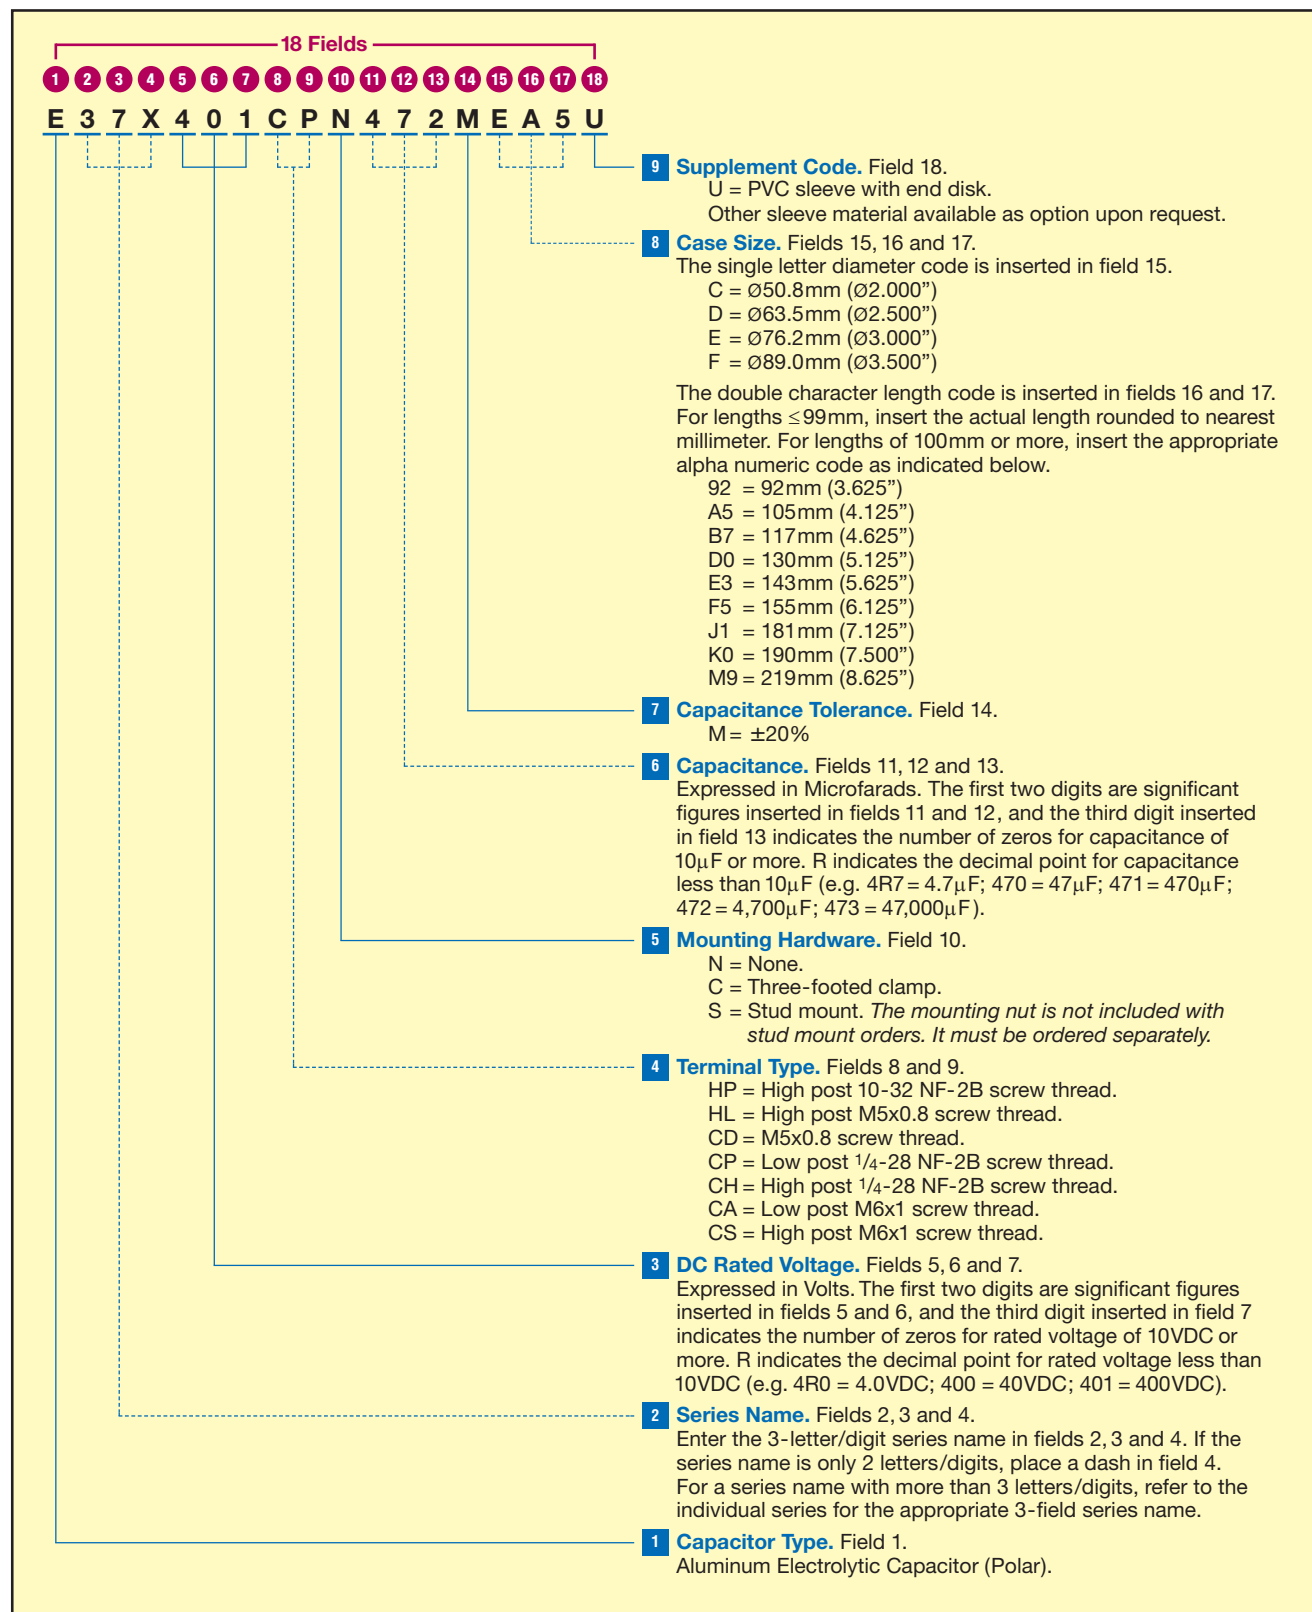 18 Fields
1 2 3 4 5 6 7 8 9 10 11 12 13 14 15 16 17 18
E 3 7 X 4 0 1 C P N 4 7 2 M E A 5 U
9 Supplement Code. Field 18.
U = PVC sleeve with end disk.
Other sleeve material available as option upon request.
8 Case Size. Fields 15, 16 and 17.
The single letter diameter code is inserted in field 15.
C = Ø50.8mm (Ø2.000”)
D = Ø63.5mm (Ø2.500”)
E = Ø76.2mm (Ø3.000”)
F = Ø89.0mm (Ø3.500”)
The double character length code is inserted in fields 16 and 17.
For lengths ≤99mm, insert the actual length rounded to nearest
millimeter. For lengths of 100mm or more, insert the appropriate
alpha numeric code as indicated below.
92 = 92mm (3.625”)
A5 = 105mm (4.125”)
B7 = 117mm (4.625”)
D0 = 130mm (5.125”)
E3 = 143mm (5.625”)
F5 = 155mm (6.125”)
J1 = 181mm (7.125”)
K0 = 190mm (7.500”)
M9 = 219mm (8.625”)
7 Capacitance Tolerance. Field 14.
M = ±20%
6 Capacitance. Fields 11, 12 and 13.
Expressed in Microfarads. The first two digits are significant
figures inserted in fields 11 and 12, and the third digit inserted
in field 13 indicates the number of zeros for capacitance of
10μF or more. R indicates the decimal point for capacitance
less than 10μF (e.g. 4R7 = 4.7μF; 470 = 47μF; 471 = 470μF;
472 = 4,700μF; 473 = 47,000μF).
5 Mounting Hardware. Field 10.
N = None.
C = Three-footed clamp.
S = Stud mount. The mounting nut is not included with
stud mount orders. It must be ordered separately.
4 Terminal Type. Fields 8 and 9.
HP = High post 10-32 NF-2B screw thread.
HL = High post M5x0.8 screw thread.
CD = M5x0.8 screw thread.
CP = Low post 1/4-28 NF-2B screw thread.
CH = High post 1/4-28 NF-2B screw thread.
CA = Low post M6x1 screw thread.
CS = High post M6x1 screw thread.
3 DC Rated Voltage. Fields 5, 6 and 7.
Expressed in Volts. The first two digits are significant figures
inserted in fields 5 and 6, and the third digit inserted in field 7
indicates the number of zeros for rated voltage of 10VDC or
more. R indicates the decimal point for rated voltage less than
10VDC (e.g. 4R0 = 4.0VDC; 400 = 40VDC; 401 = 400VDC).
2 Series Name. Fields 2, 3 and 4.
Enter the 3-letter/digit series name in fields 2, 3 and 4. If the
series name is only 2 letters/digits, place a dash in field 4.
For a series name with more than 3 letters/digits, refer to the
individual series for the appropriate 3-field series name.
1 Capacitor Type. Field 1.
Aluminum Electrolytic Capacitor (Polar).